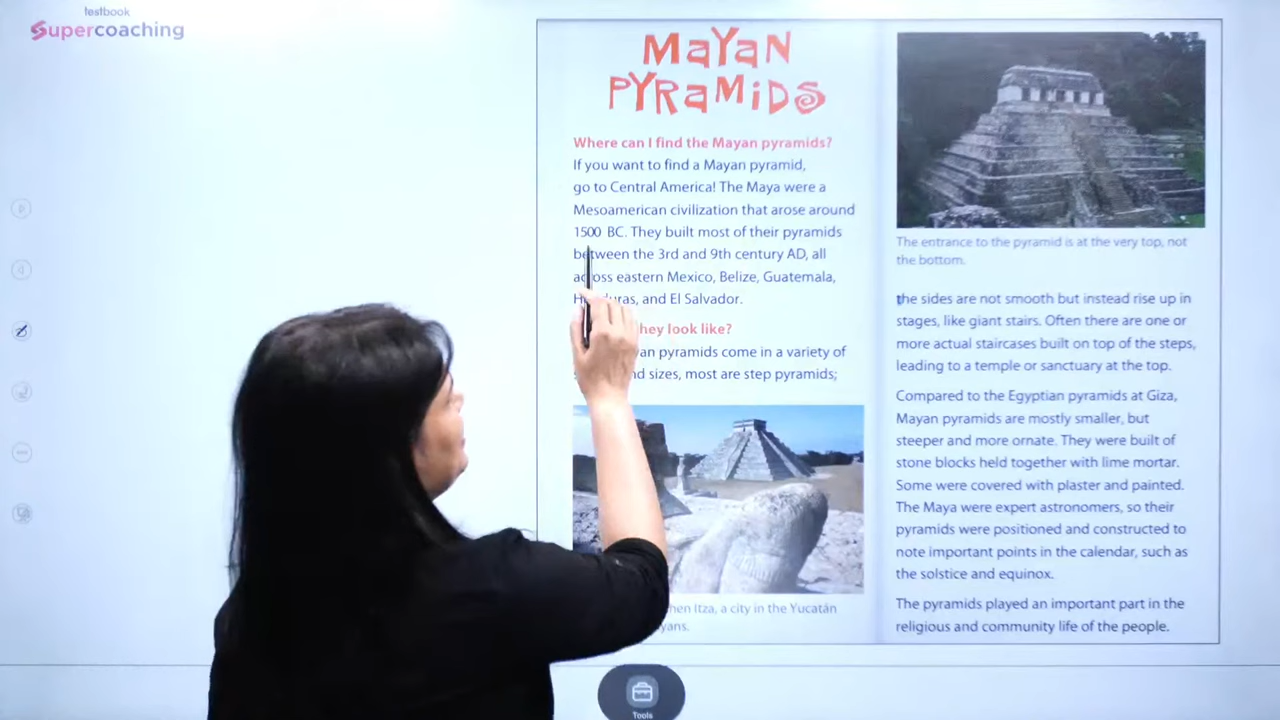 testbook
Supercoaching
MaYaN
PYRaMiDS
Where can I find the Mayan pyramids?
If you want to find a Mayan pyramid,
go to Central America! The Maya were a
Mesoamerican civilization that arose around
1500 BC. They built most of their pyramids
between the 3rd and 9th century AD, all
across eastern Mexico, Belize, Guatemala,
Honduras, and El Salvador.
they look like?
pyramids come in a variety of
and sizes, most are step pyramids;
Itza, a city in the Yucatán
The entrance to the pyramid is at the very top, not
the bottom.
the sides are not smooth but instead rise up in
stages, like giant stairs. Often there are one or
more actual staircases built on top of the steps,
leading to a temple or sanctuary at the top.
Compared to the Egyptian pyramids at Giza,
Mayan pyramids are mostly smaller, but
steeper and more ornate. They were built of
stone blocks held together with lime mortar.
Some were covered with plaster and painted.
The Maya were expert astronomers, so their
pyramids were positioned and constructed to
note important points in the calendar, such as
the solstice and equinox.
The pyramids played an important part in the
religious and community life of the people.
Tools